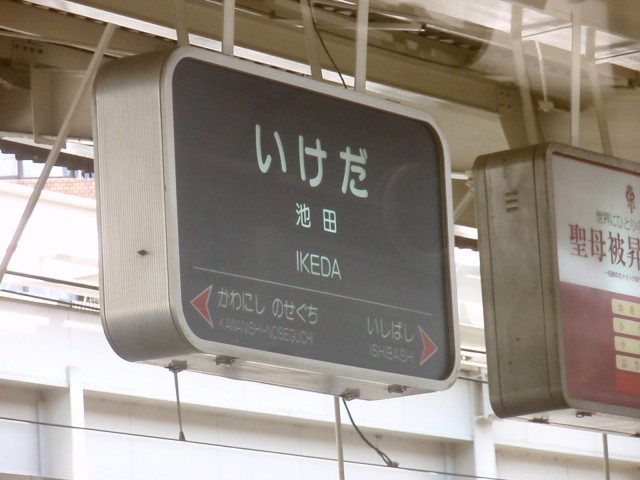 いけだ
池田
IKEDA
かわにし のせぐち
KAWANISHI-NOSEGUCHI
いしばし
ISHIBASHI
聖母被昇